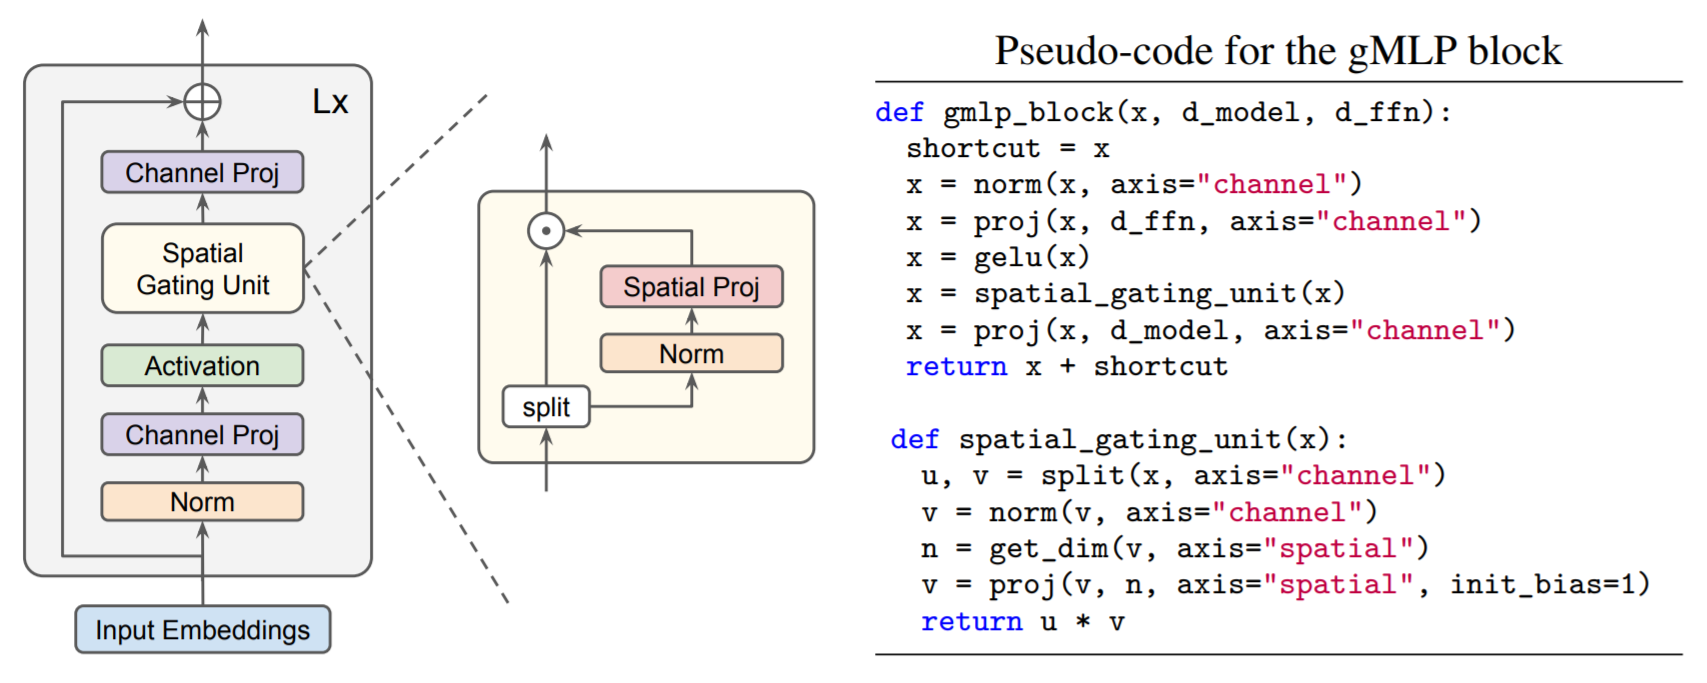 Lx
Channel Proj
Spatial
Gating Unit
Activation
Channel Proj
Norm
Input Embeddings
Spatial Proj
Norm
split
Pseudo-code for the gMLP block
def gmlp_block(x, d_model, d_ffn):
  shortcut = x
  x = norm(x, axis="channel")
  x = proj(x, d_ffn, axis="channel")
  x = gelu(x)
  x = spatial_gating_unit(x)
  x = proj(x, d_model, axis="channel")
  return x + shortcut
def spatial_gating_unit(x):
  u, v = split(x, axis="channel")
  v = norm(v, axis="channel")
  n = get_dim(v, axis="spatial")
  v = proj(v, n, axis="spatial", init_bias=1)
  return u * v